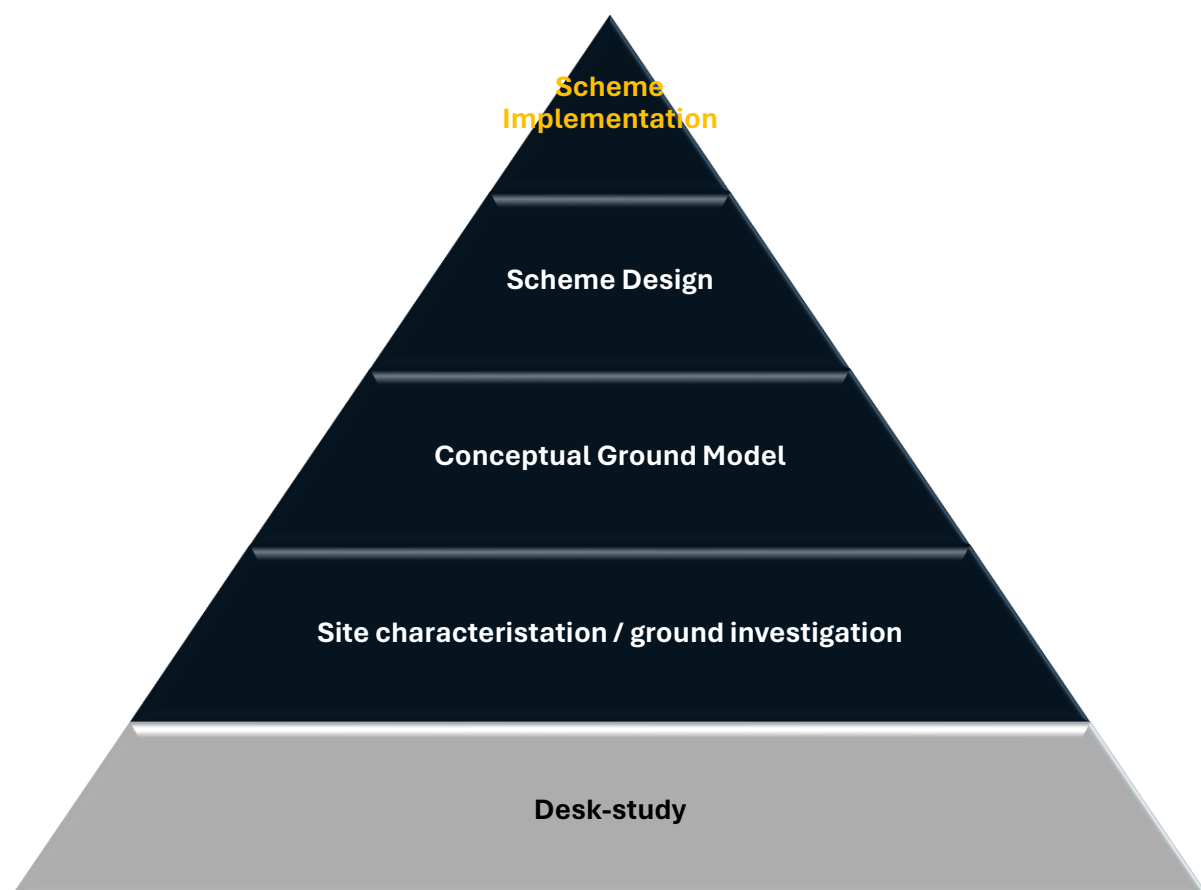 Scheme
Implementation
Scheme Design
Conceptual Ground Model
Site characteristation / ground investigation
Desk-study